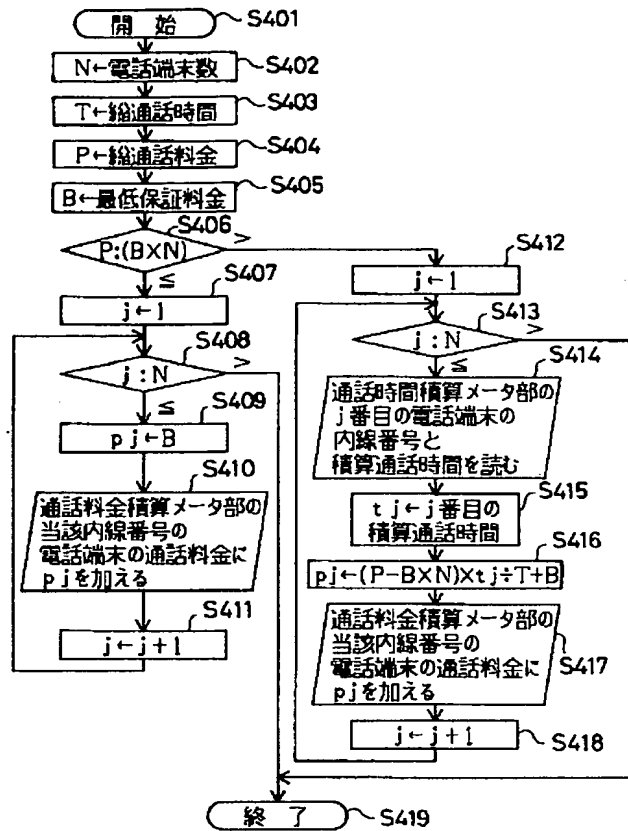 開 始
S401
N←電話端末数
S402
T←総通話時間
S403
P←総通話料金
S404
B←最低保証料金
S405
S406
P:(B×N)
>
≦
S407
j←1
S408
j:N
>
≦
S409
pj←B
S410
通話料金積算メータ部の
当該内線番号の
電話端末の通話料金に
pjを加える
S411
j←j+1
S412
j←1
S413
j:N
>
≦
S414
通話時間積算メータ部の
j番目の電話端末の
内線番号と
積算通話時間を読む
S415
tj←j番目の
積算通話時間
S416
pj←(P-B×N)×tj÷T+B
通話料金積算メータ部の
当該内線番号の
電話端末の通話料金に
pjを加える
S417
j←j+1
S418
終 了
S419